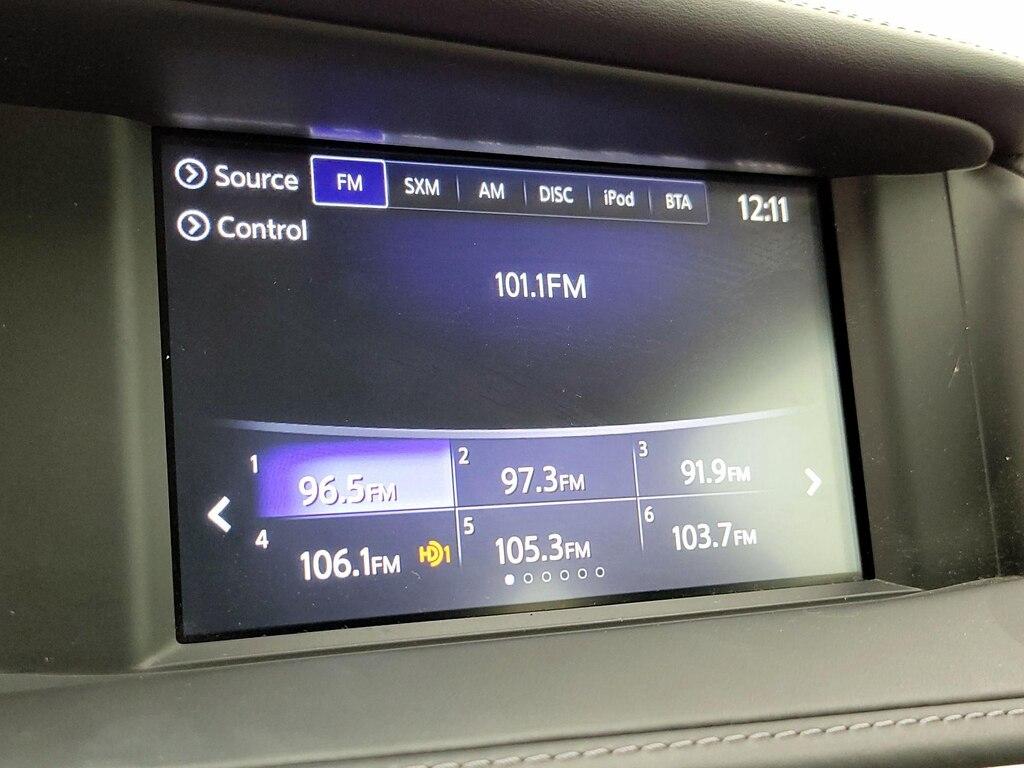 Source FM SXM AM DISC iPod BTA 12:11
Control
101.1FM
1 96.5FM 2 97.3FM 3 91.9FM
4 106.1FM HD1 5 105.3FM 6 103.7FM